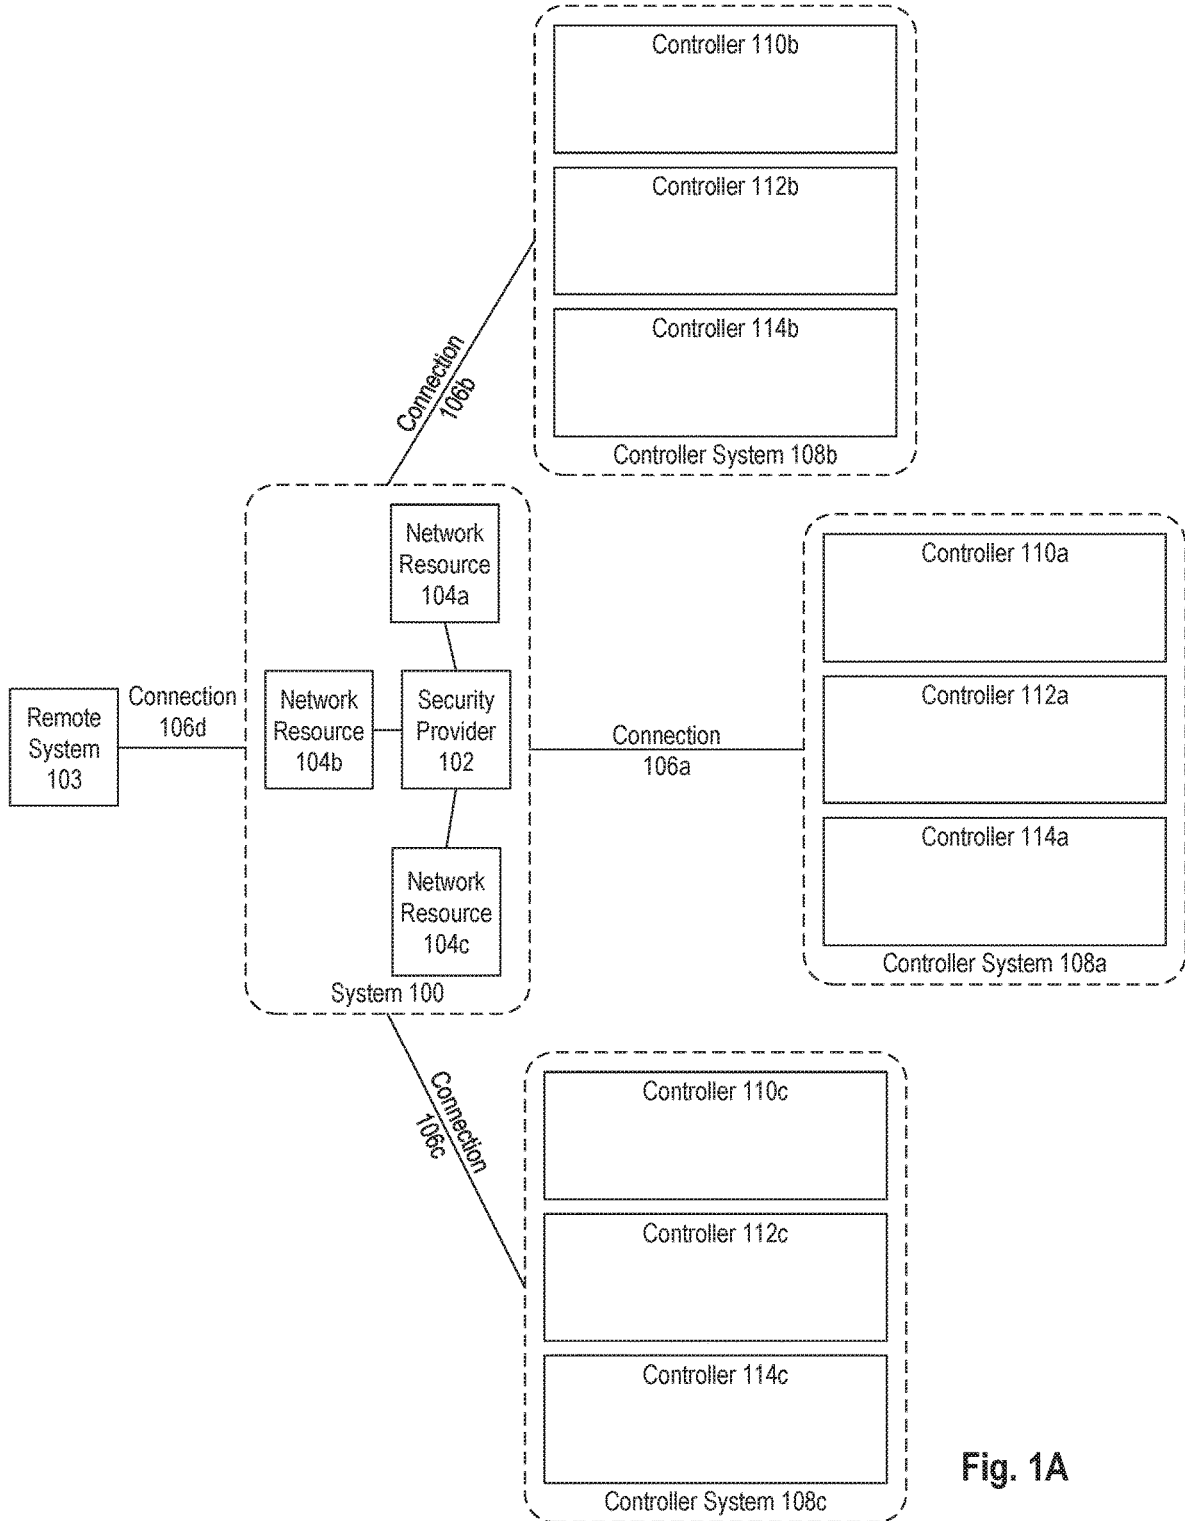 Controller 110b
Controller 112b
Controller 114b
Controller System 108b
Connection
106b
Network
Resource
104a
Network
Resource
104b
Security
Provider
102
Network
Resource
104c
System 100
Remote
System
103
Connection
106d
Connection
106a
Controller 110a
Controller 112a
Controller 114a
Controller System 108a
Connection
106c
Controller 110c
Controller 112c
Controller 114c
Controller System 108c
Fig. 1A